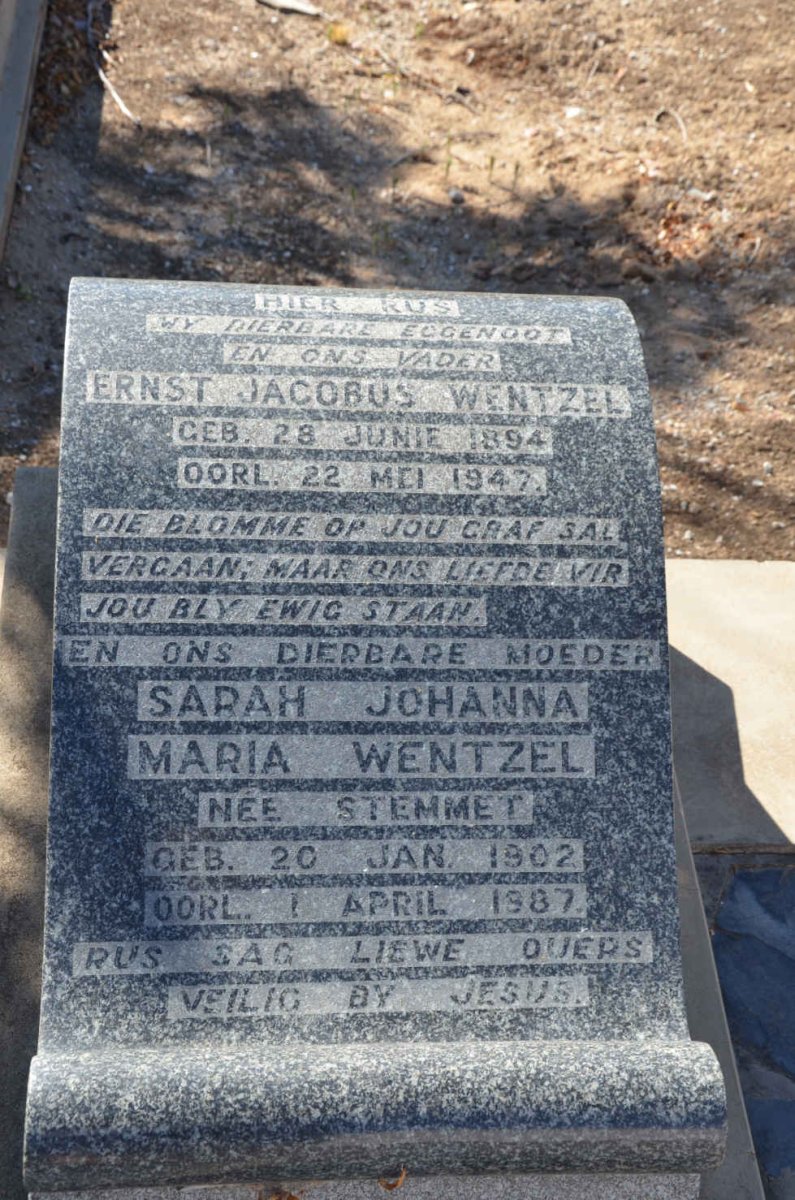 HIER RUS
MY DIERBARE EGGENOOT
EN ONS VADER
ERNST JACOBUS WENTZEL
GEB. 28 JUNIE 1894
OORL. 22 MEI 1947.
DIE BLOMME OP JOU GRAF SAL
VERGAAN; MAAR ONS LIEFDE VIR
JOU BLY EWIG STAAN.
EN ONS DIERBARE MOEDER
SARAH JOHANNA
MARIA WENTZEL
NÉE STEMMET
GEB. 20 JAN. 1902
OORL. 1 APRIL 1987.
RUS SAG LIEWE OUERS
VEILIG BY JESUS.